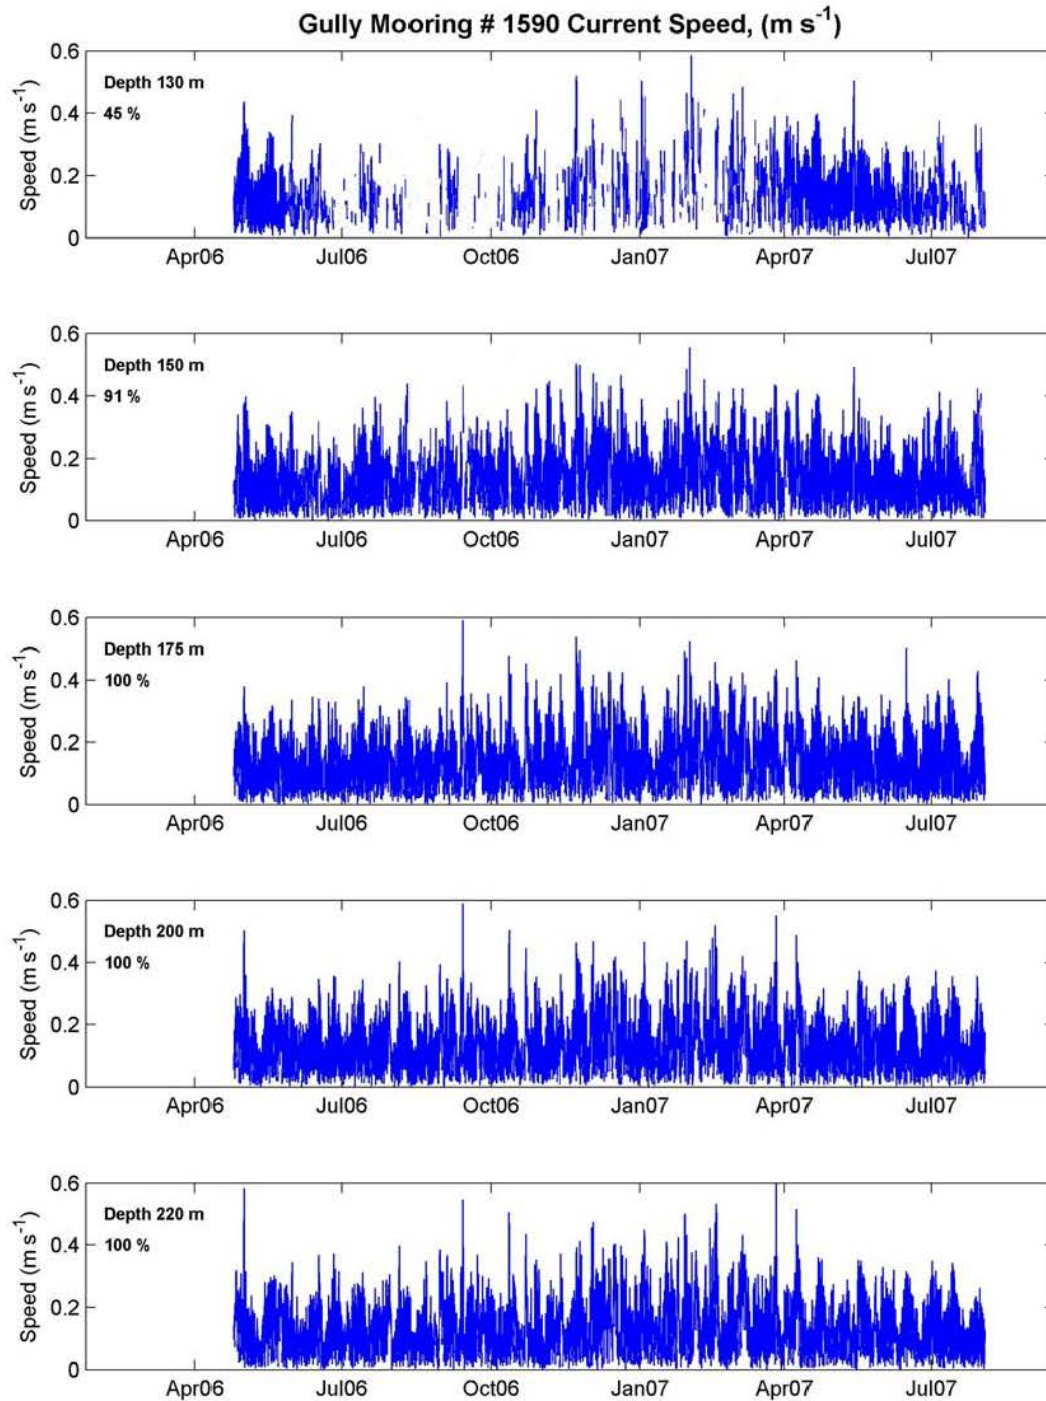 Gully Mooring # 1590 Current Speed, (m s⁻¹)
0.6
Depth 130 m
45 %
0.4
0.2
0
Speed (m s⁻¹)
Apr06 Jul06 Oct06 Jan07 Apr07 Jul07
0.6
Depth 150 m
91 %
0.4
0.2
0
Speed (m s⁻¹)
Apr06 Jul06 Oct06 Jan07 Apr07 Jul07
0.6
Depth 175 m
100 %
0.4
0.2
0
Speed (m s⁻¹)
Apr06 Jul06 Oct06 Jan07 Apr07 Jul07
0.6
Depth 200 m
100 %
0.4
0.2
0
Speed (m s⁻¹)
Apr06 Jul06 Oct06 Jan07 Apr07 Jul07
0.6
Depth 220 m
100 %
0.4
0.2
0
Speed (m s⁻¹)
Apr06 Jul06 Oct06 Jan07 Apr07 Jul07